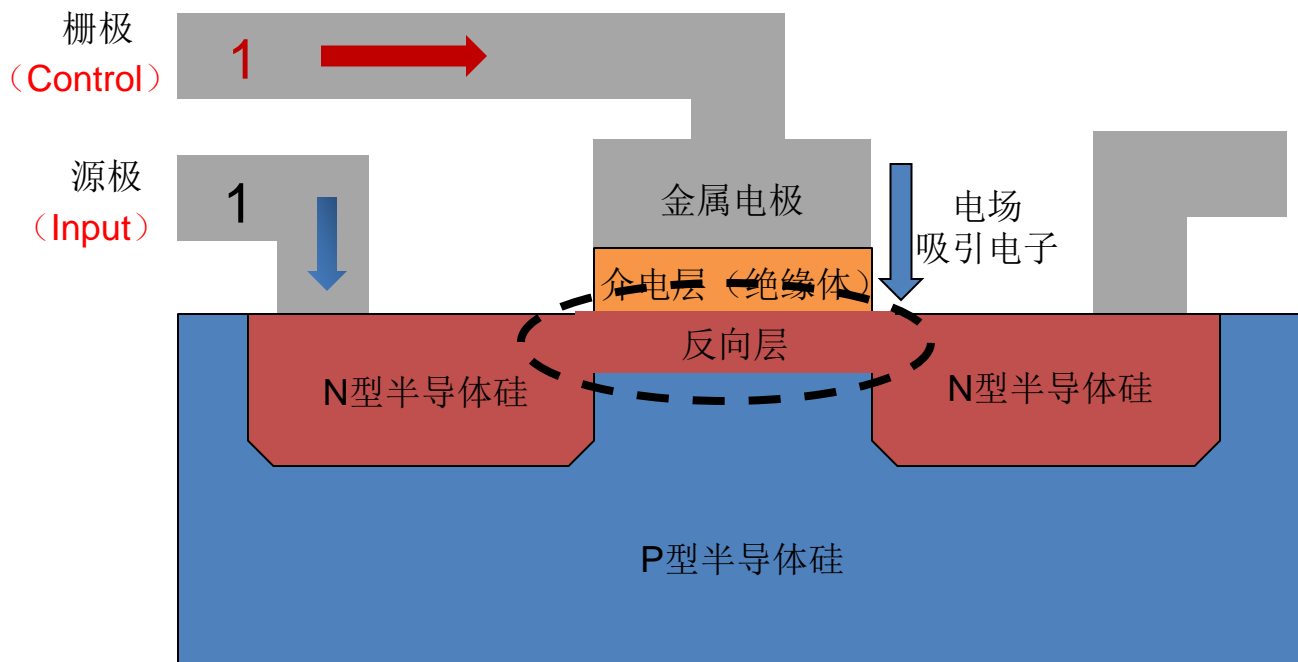 栅极
（Control）
1
源极
（Input）
1
金属电极
电场
吸引电子
介电层（绝缘体）
反向层
N型半导体硅
N型半导体硅
P型半导体硅